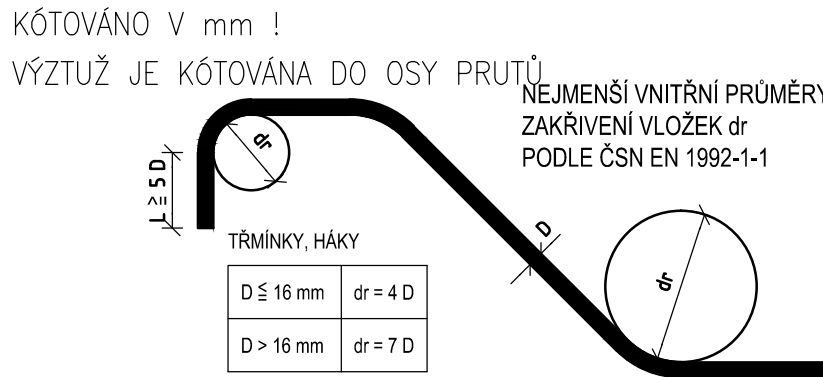 KÓTOVÁNO V mm !
VÝZTUŽ JE KÓTOVÁNA DO OSY PRUTŮ
NEJMENŠÍ VNITŘNÍ PRŮMĚRY
ZAKŘIVENÍ VLOŽEK dr
PODLE ČSN EN 1992-1-1
dr
L ≧ 5 D
D
dr
TŘMÍNKY, HÁKY
D ≦ 16 mm dr = 4 D
D > 16 mm dr = 7 D